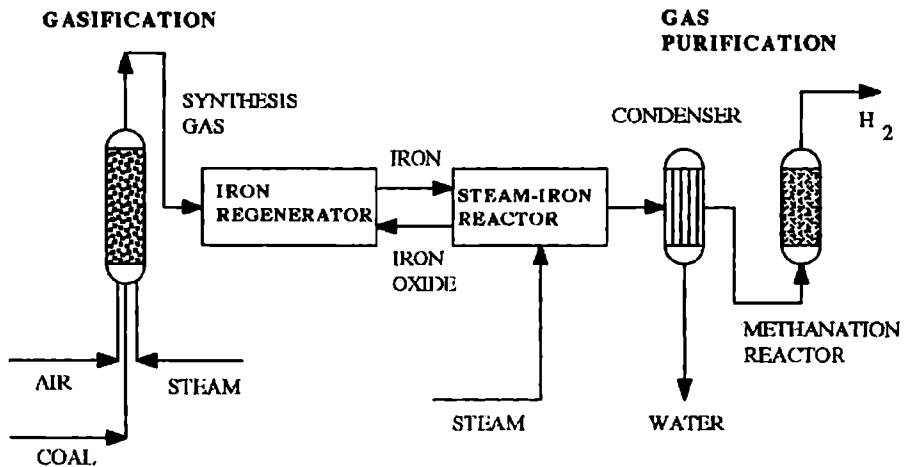 GASIFICATION
GAS
PURIFICATION
SYNTHESIS
GAS
CONDENSER
H 2
IRON
IRON
REGENERATOR
STEAM-IRON
REACTOR
IRON
OXIDE
METHANATION
REACTOR
AIR
STEAM
STEAM
WATER
COAL